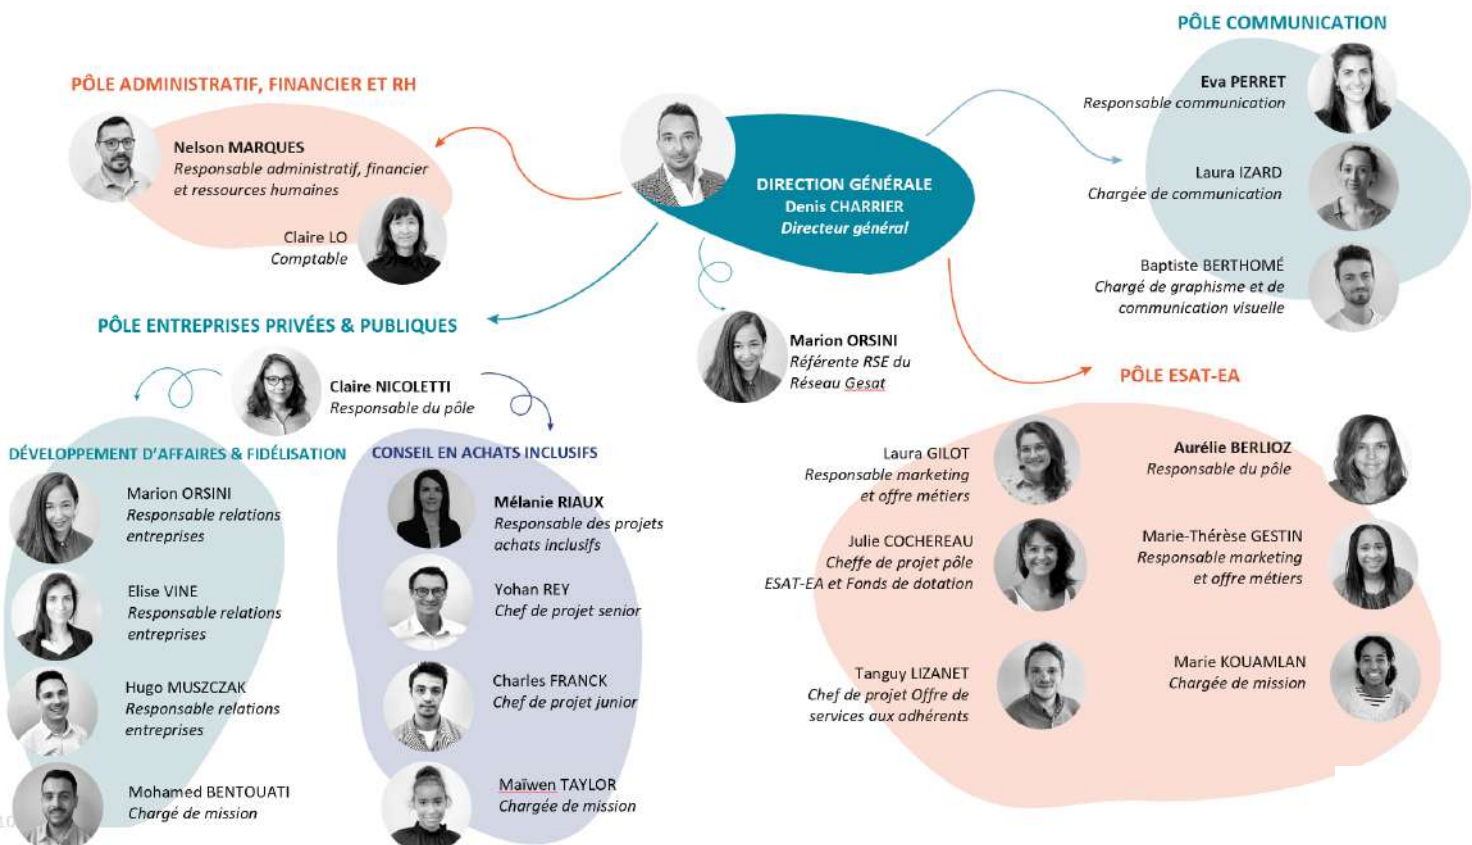 PÔLE COMMUNICATION
Eva PERRET
Responsable communication
Laura IZARD
Chargée de communication
Baptiste BERTHOMÉ
Chargé de graphisme et de
communication visuelle
PÔLE ADMINISTRATIF, FINANCIER ET RH
Nelson MARQUES
Responsable administratif, financier
et ressources humaines
Claire LO
Comptable
DIRECTION GÉNÉRALE
Denis CHARRIER
Directeur général
Marion ORSINI
Référente RSE du
Réseau Gesat
PÔLE ENTREPRISES PRIVÉES & PUBLIQUES
Claire NICOLETTI
Responsable du pôle
DÉVELOPPEMENT D'AFFAIRES & FIDÉLISATION
Marion ORSINI
Responsable relations
entreprises
Elise VINE
Responsable relations
entreprises
Hugo MUSZCZAK
Responsable relations
entreprises
Mohamed BENTOUATI
Chargé de mission
CONSEIL EN ACHATS INCLUSIFS
Mélanie RIAUX
Responsable des projets
achats inclusifs
Yohan REY
Chef de projet senior
Charles FRANCK
Chef de projet junior
Maïwen TAYLOR
Chargée de mission
PÔLE ESAT-EA
Laura GILOT
Responsable marketing
et offre métiers
Julie COCHEREAU
Cheffe de projet pôle
ESAT-EA et Fonds de dotation
Tanguy LIZANET
Chef de projet Offre de
services aux adhérents
Aurélie BERLIOZ
Responsable du pôle
Marie-Thérèse GESTIN
Responsable marketing
et offre métiers
Marie KOUAMLAN
Chargée de mission
10